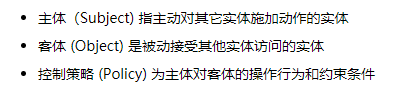 主体（Subject) 指主动对其它实体施加动作的实体
客体 (Object) 是被动接受其他实体访问的实体
控制策略 (Policy) 为主体对客体的操作行为和约束条件